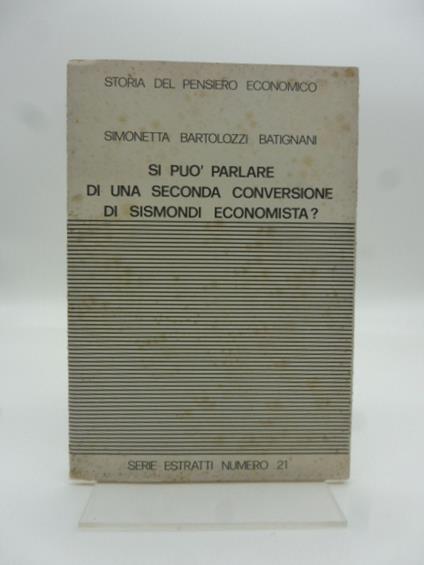 STORIA DEL PENSIERO ECONOMICO
SIMONETTA BARTOLOZZI BATIGNANI
SI PUO' PARLARE
DI UNA SECONDA CONVERSIONE
DI SISMONDI ECONOMISTA?
SERIE ESTRATTI NUMERO 21